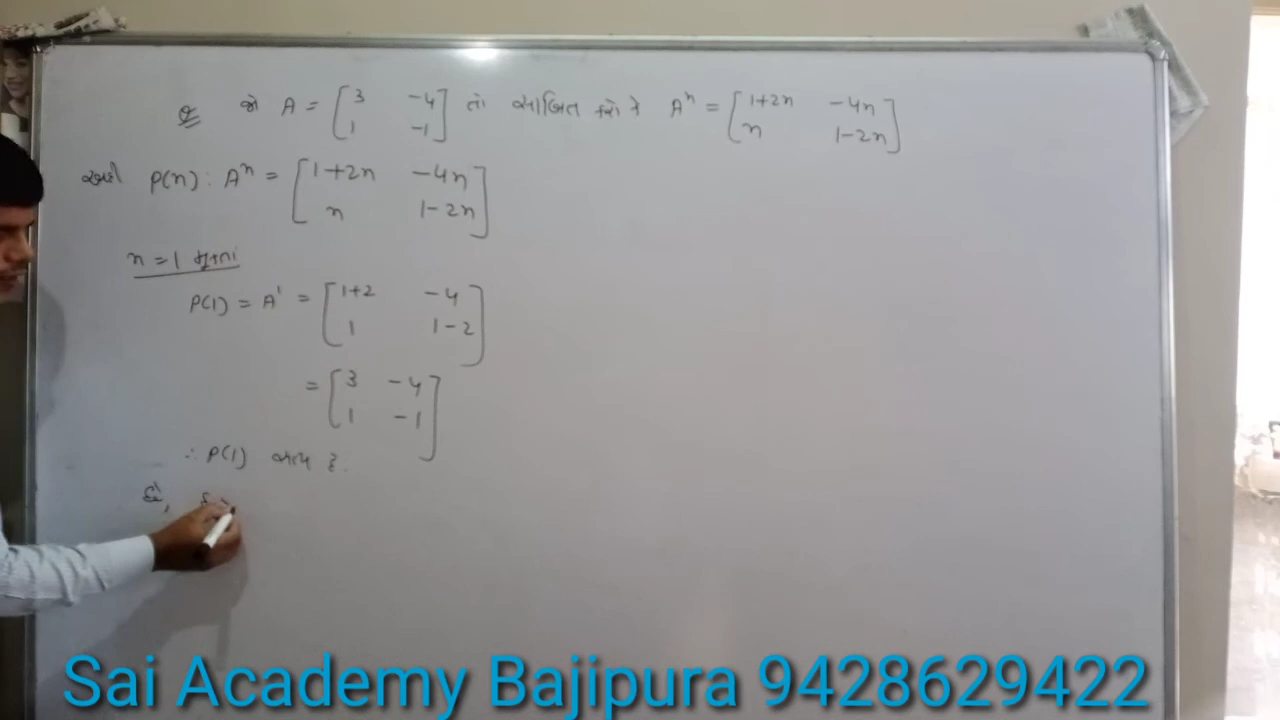 Q જો A = [3 -4; 1 -1] તો સાબિત કરો કે Aⁿ = [1+2n -4n; n 1-2n]
અહીં P(n): Aⁿ = [1+2n -4n; n 1-2n]
n = 1 મુકતાં
P(1) = A¹ = [1+2 -4; 1 1-2]
= [3 -4; 1 -1]
∴ P(1) સત્ય છે.
Sai Academy Bajipura 9428629422